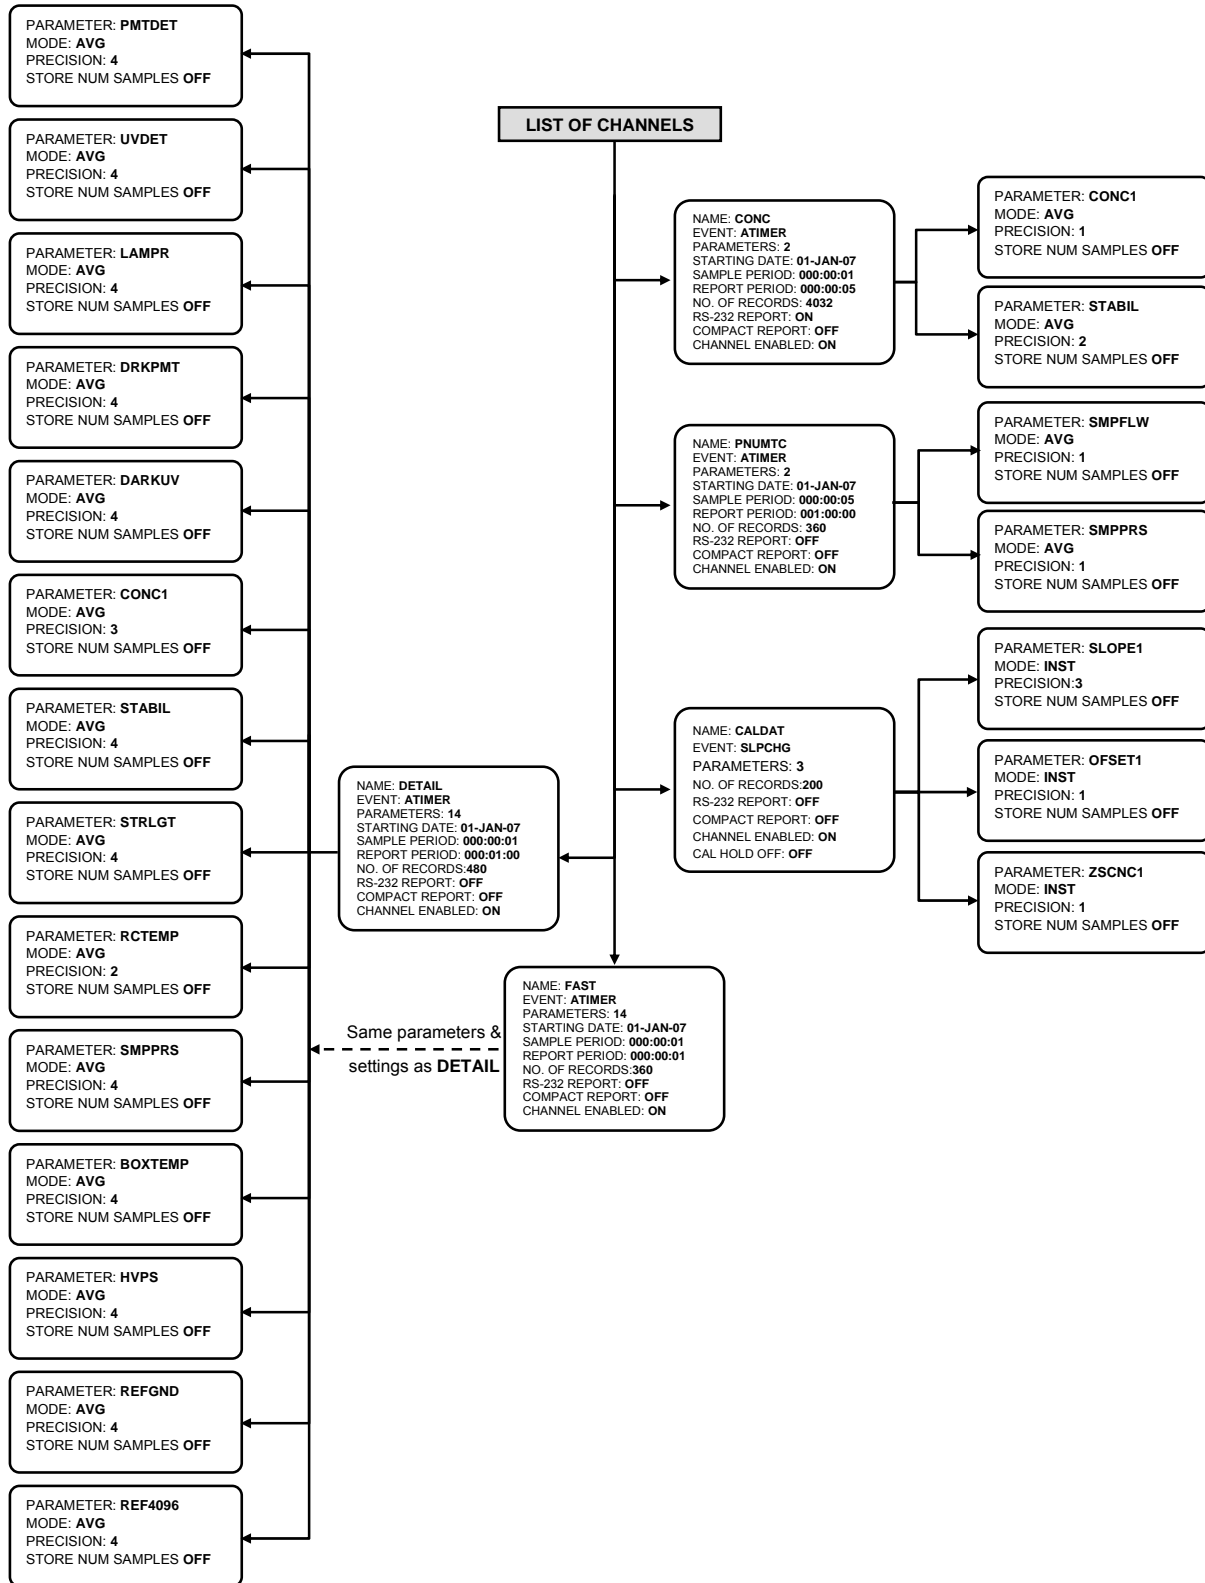 PARAMETER: PMTDET
MODE: AVG
PRECISION: 4
STORE NUM SAMPLES OFF
PARAMETER: UVDET
MODE: AVG
PRECISION: 4
STORE NUM SAMPLES OFF
PARAMETER: LAMPR
MODE: AVG
PRECISION: 4
STORE NUM SAMPLES OFF
PARAMETER: DRKPMT
MODE: AVG
PRECISION: 4
STORE NUM SAMPLES OFF
PARAMETER: DARKUV
MODE: AVG
PRECISION: 4
STORE NUM SAMPLES OFF
PARAMETER: CONC1
MODE: AVG
PRECISION: 3
STORE NUM SAMPLES OFF
PARAMETER: STABIL
MODE: AVG
PRECISION: 4
STORE NUM SAMPLES OFF
PARAMETER: STRLGT
MODE: AVG
PRECISION: 4
STORE NUM SAMPLES OFF
PARAMETER: RCTEMP
MODE: AVG
PRECISION: 2
STORE NUM SAMPLES OFF
PARAMETER: SMPPRS
MODE: AVG
PRECISION: 4
STORE NUM SAMPLES OFF
PARAMETER: BOXTEMP
MODE: AVG
PRECISION: 4
STORE NUM SAMPLES OFF
PARAMETER: HVPS
MODE: AVG
PRECISION: 4
STORE NUM SAMPLES OFF
PARAMETER: REFGND
MODE: AVG
PRECISION: 4
STORE NUM SAMPLES OFF
PARAMETER: REF4096
MODE: AVG
PRECISION: 4
STORE NUM SAMPLES OFF
LIST OF CHANNELS
NAME: CONC
EVENT: ATIMER
PARAMETERS: 2
STARTING DATE: 01-JAN-07
SAMPLE PERIOD: 000:00:01
REPORT PERIOD: 000:00:05
NO. OF RECORDS: 4032
RS-232 REPORT: ON
COMPACT REPORT: OFF
CHANNEL ENABLED: ON
PARAMETER: CONC1
MODE: AVG
PRECISION: 1
STORE NUM SAMPLES OFF
PARAMETER: STABIL
MODE: AVG
PRECISION: 2
STORE NUM SAMPLES OFF
NAME: PNUMTC
EVENT: ATIMER
PARAMETERS: 2
STARTING DATE: 01-JAN-07
SAMPLE PERIOD: 000:00:05
REPORT PERIOD: 001:00:00
NO. OF RECORDS: 360
RS-232 REPORT: OFF
COMPACT REPORT: OFF
CHANNEL ENABLED: ON
PARAMETER: SMPFLW
MODE: AVG
PRECISION: 1
STORE NUM SAMPLES OFF
PARAMETER: SMPPRS
MODE: AVG
PRECISION: 1
STORE NUM SAMPLES OFF
NAME: CALDAT
EVENT: SLPCHG
PARAMETERS: 3
NO. OF RECORDS:200
RS-232 REPORT: OFF
COMPACT REPORT: OFF
CHANNEL ENABLED: ON
CAL HOLD OFF: OFF
PARAMETER: SLOPE1
MODE: INST
PRECISION:3
STORE NUM SAMPLES OFF
PARAMETER: OFSET1
MODE: INST
PRECISION: 1
STORE NUM SAMPLES OFF
PARAMETER: ZSCNC1
MODE: INST
PRECISION: 1
STORE NUM SAMPLES OFF
NAME: DETAIL
EVENT: ATIMER
PARAMETERS: 14
STARTING DATE: 01-JAN-07
SAMPLE PERIOD: 000:00:01
REPORT PERIOD: 000:01:00
NO. OF RECORDS:480
RS-232 REPORT: OFF
COMPACT REPORT: OFF
CHANNEL ENABLED: ON
NAME: FAST
EVENT: ATIMER
PARAMETERS: 14
STARTING DATE: 01-JAN-07
SAMPLE PERIOD: 000:00:01
REPORT PERIOD: 000:00:01
NO. OF RECORDS:360
RS-232 REPORT: OFF
COMPACT REPORT: OFF
CHANNEL ENABLED: ON
Same parameters &
settings as DETAIL